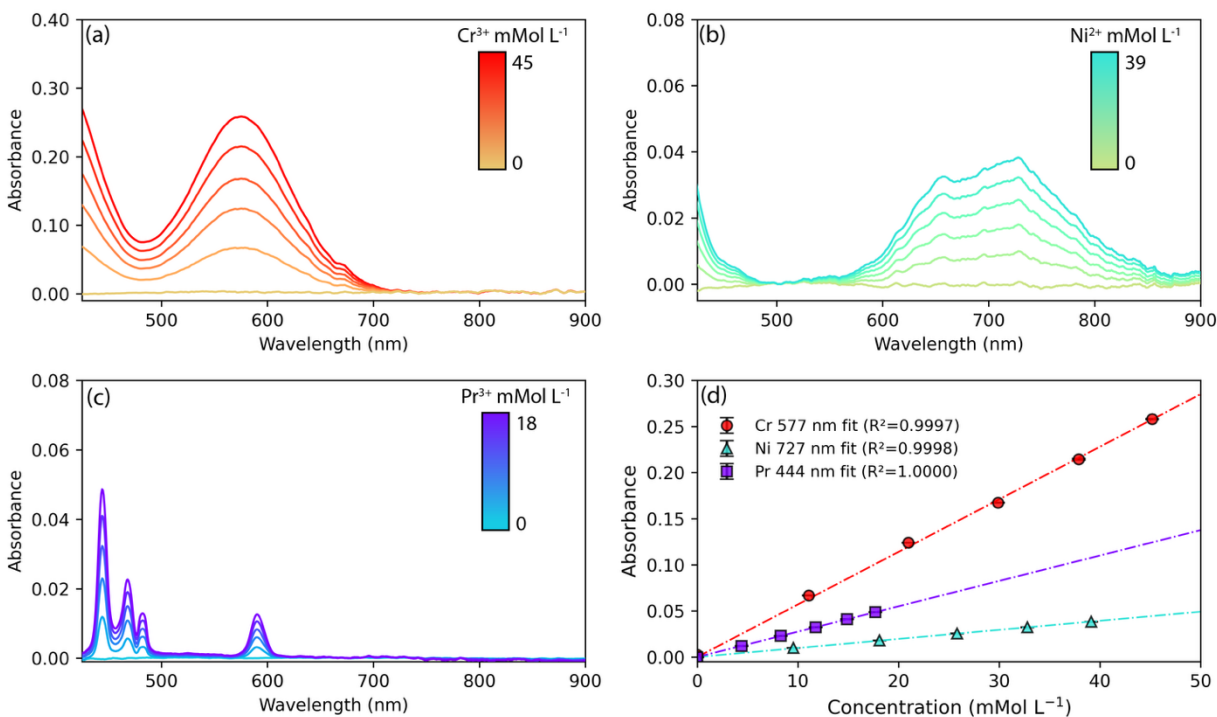 (a)
Cr³⁺ mMol L⁻¹
45
0
0.40
0.30
0.20
0.10
0.00
Absorbance
500
600
700
800
900
Wavelength (nm)
(b)
Ni²⁺ mMol L⁻¹
39
0
0.08
0.06
0.04
0.02
0.00
Absorbance
500
600
700
800
900
Wavelength (nm)
(c)
Pr³⁺ mMol L⁻¹
18
0
0.08
0.06
0.04
0.02
0.00
Absorbance
500
600
700
800
900
Wavelength (nm)
(d)
Cr 577 nm fit (R²=0.9997)
Ni 727 nm fit (R²=0.9998)
Pr 444 nm fit (R²=1.0000)
0.30
0.25
0.20
0.15
0.10
0.05
0.00
Absorbance
0
10
20
30
40
50
Concentration (mMol L⁻¹)